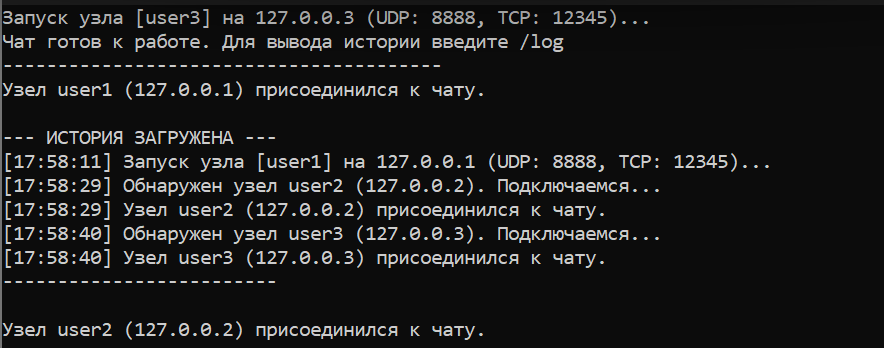 Запуск узла [user3] на 127.0.0.3 (UDP: 8888, TCP: 12345)...
Чат готов к работе. Для вывода истории введите /log
----------------------------------------
Узел user1 (127.0.0.1) присоединился к чату.
--- ИСТОРИЯ ЗАГРУЖЕНА ---
[17:58:11] Запуск узла [user1] на 127.0.0.1 (UDP: 8888, TCP: 12345)...
[17:58:29] Обнаружен узел user2 (127.0.0.2). Подключаемся...
[17:58:29] Узел user2 (127.0.0.2) присоединился к чату.
[17:58:40] Обнаружен узел user3 (127.0.0.3). Подключаемся...
[17:58:40] Узел user3 (127.0.0.3) присоединился к чату.
-------------------------
Узел user2 (127.0.0.2) присоединился к чату.